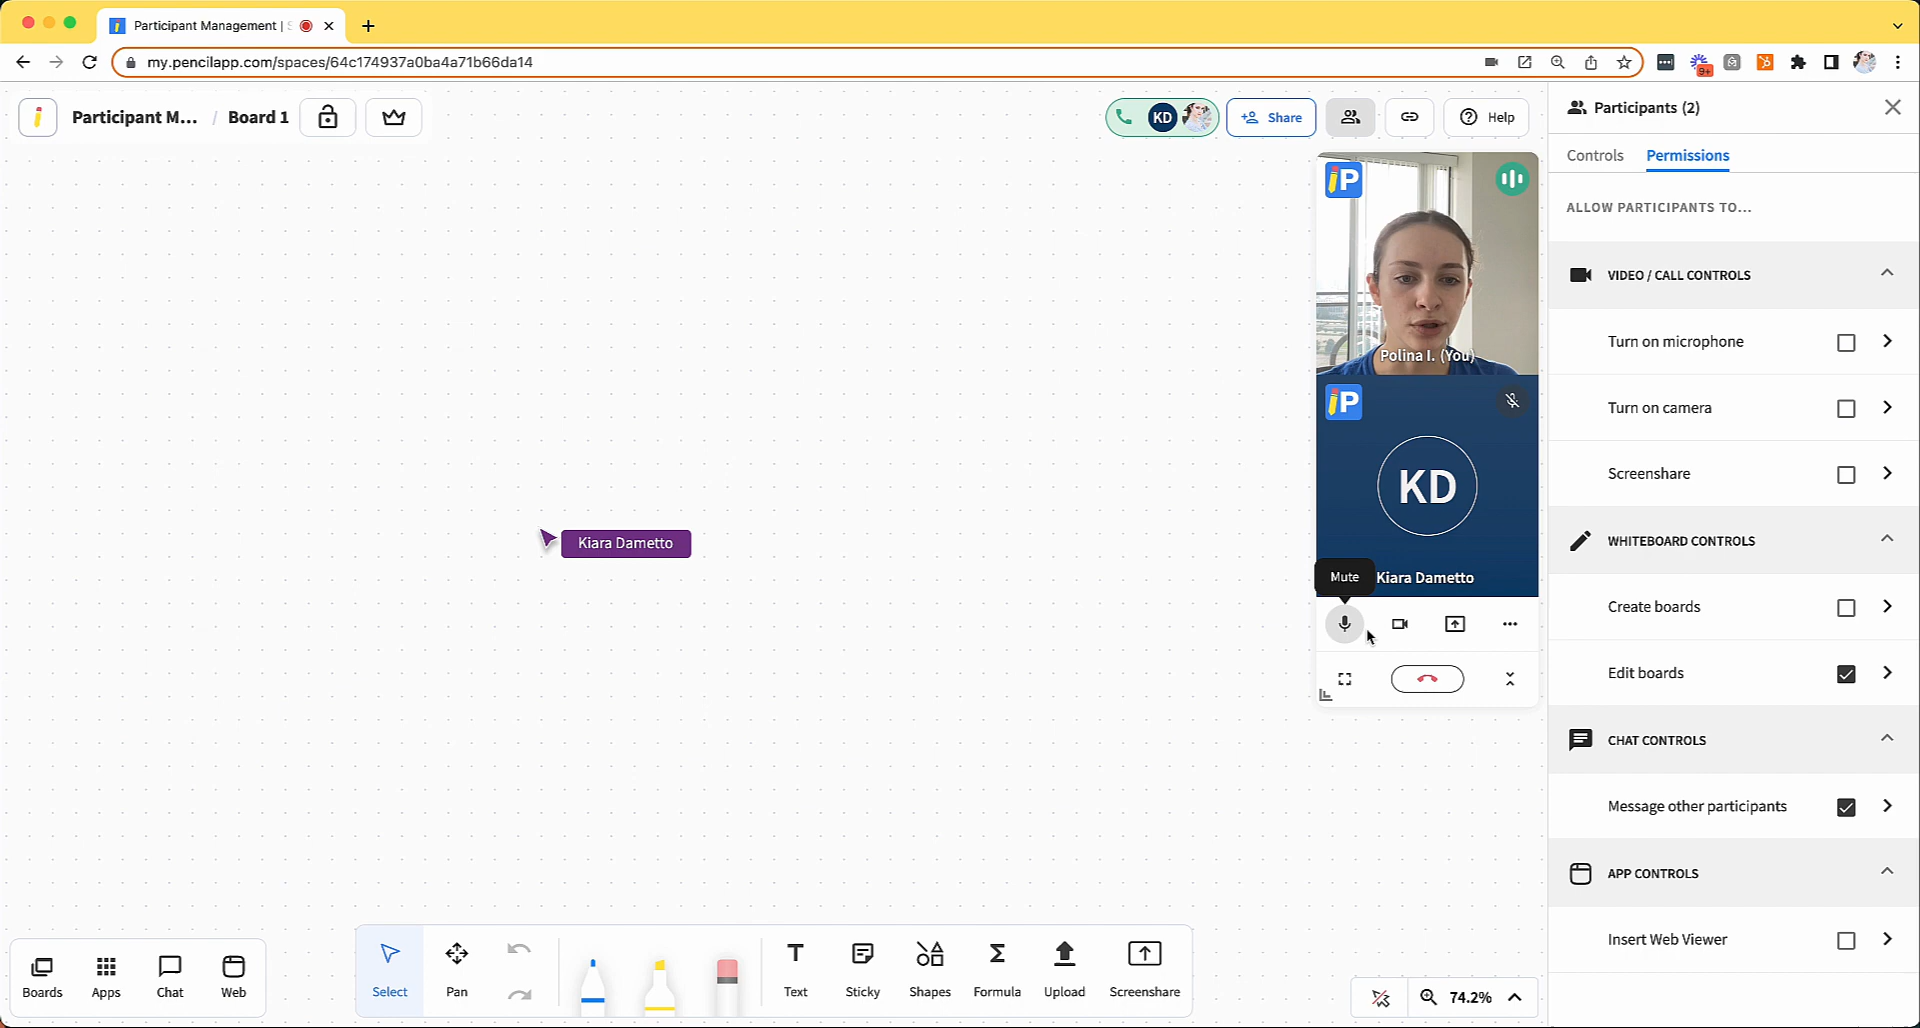 Participant Management | S
my.pencilapp.com/spaces/64c174937a0ba4a71b66da14
9+
Participant M... / Board 1
KD
Share
Help
Participants (2)
Controls
Permissions
ALLOW PARTICIPANTS TO...
VIDEO / CALL CONTROLS
Turn on microphone
Turn on camera
Screenshare
WHITEBOARD CONTROLS
Create boards
Edit boards
CHAT CONTROLS
Message other participants
APP CONTROLS
Insert Web Viewer
P
Polina I. (You)
P
KD
Kiara Dametto
Mute
Kiara Dametto
Boards
Apps
Chat
Web
Select
Pan
Text
Sticky
Shapes
Formula
Upload
Screenshare
74.2%